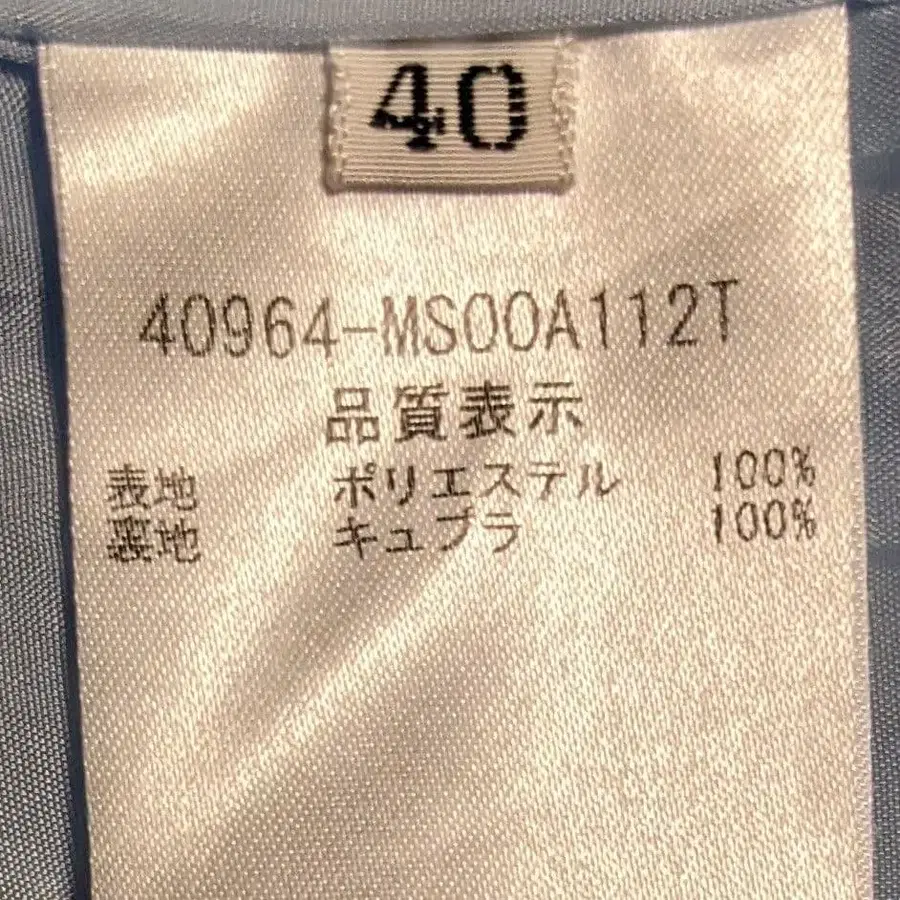 40
40964-MS00A112T
品質表示
表地 ポリエステル 100%
裏地 キュプラ 100%